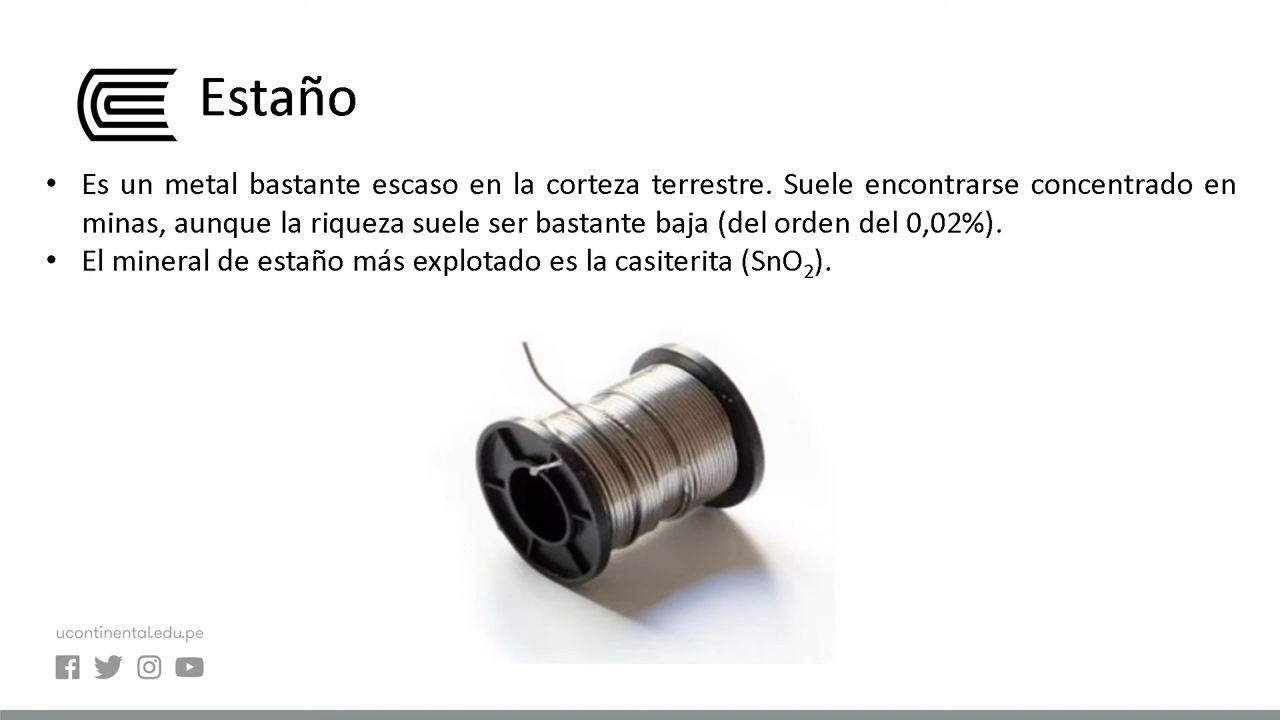 Estaño
• Es un metal bastante escaso en la corteza terrestre. Suele encontrarse concentrado en
minas, aunque la riqueza suele ser bastante baja (del orden del 0,02%).
• El mineral de estaño más explotado es la casiterita (SnO₂).
ucontinental.edu.pe